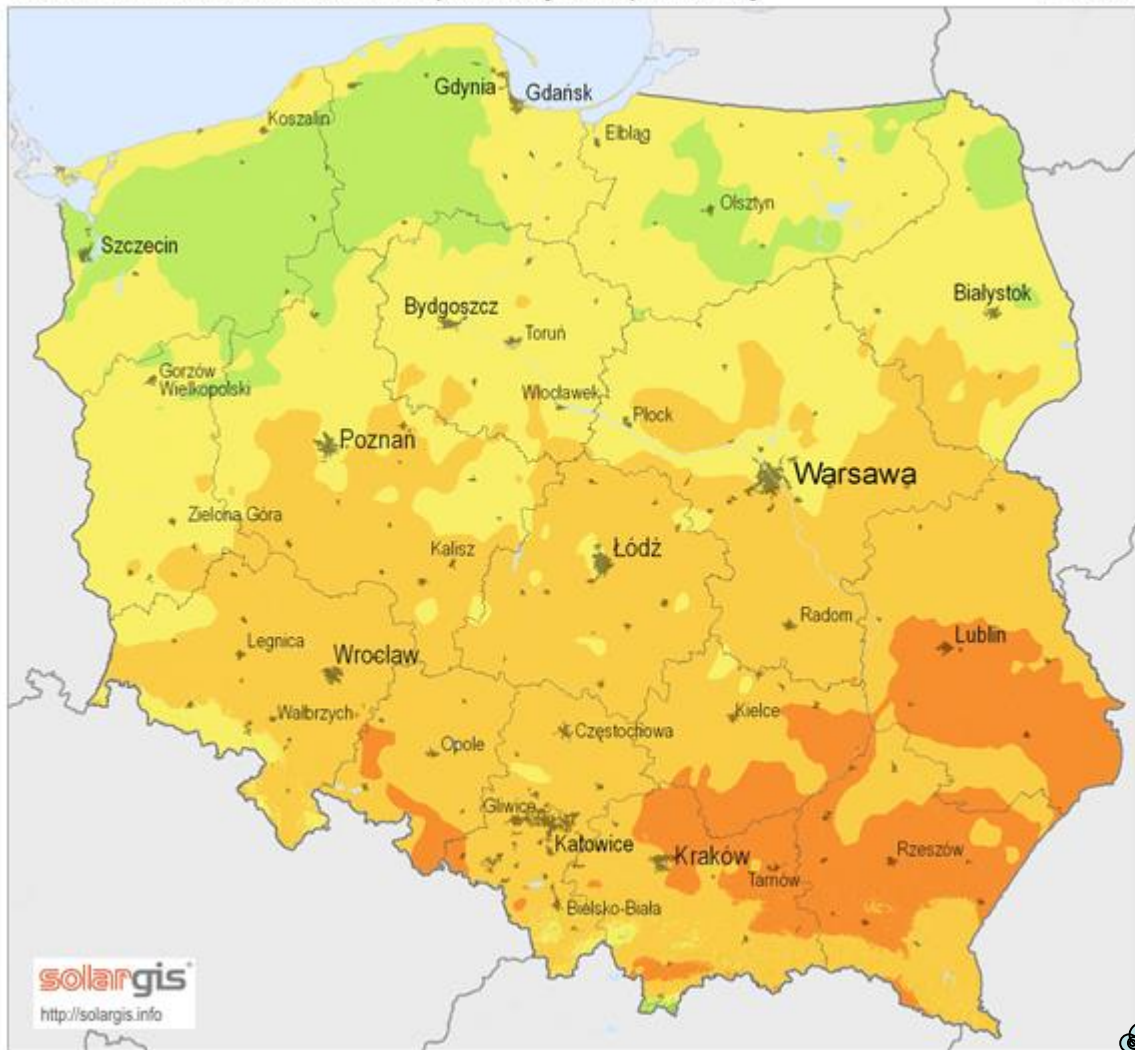 Gdynia
Gdańsk
Koszalin
Elbląg
Olsztyn
Szczecin
Białystok
Bydgoszcz
Toruń
Gorzów
Wielkopolski
Włocławek
Płock
Poznań
Warsawa
Zielona Góra
Kalisz
Łódź
Radom
Legnica
Lublin
Wrocław
Wałbrzych
Kielce
Częstochowa
Opole
Gliwice
Katowice
Kraków
Rzeszów
Tarnów
Bielsko-Biała
solargis
http://solargis.info